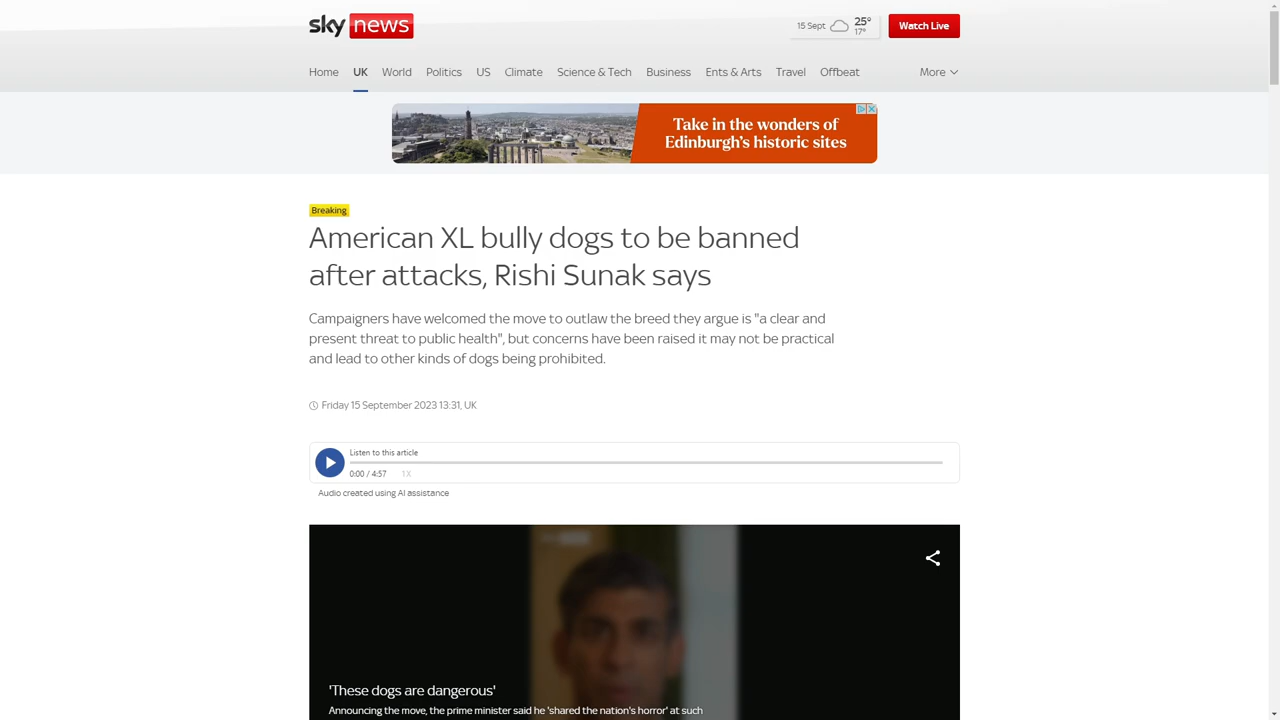 sky news
15 Sept
25°
17°
Watch Live
Home UK World Politics US Climate Science & Tech Business Ents & Arts Travel Offbeat More
Take in the wonders of
Edinburgh's historic sites
Breaking
American XL bully dogs to be banned
after attacks, Rishi Sunak says
Campaigners have welcomed the move to outlaw the breed they argue is "a clear and
present threat to public health", but concerns have been raised it may not be practical
and lead to other kinds of dogs being prohibited.
Friday 15 September 2023 13:31, UK
Listen to this article
0:00 / 4:57 1X
Audio created using AI assistance
'These dogs are dangerous'
Announcing the move, the prime minister said he 'shared the nation's horror' at such